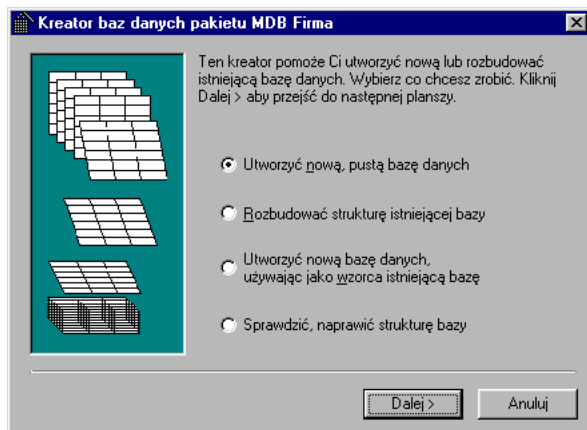 Kreator baz danych pakietu MDB Firma
Ten kreator pomoże Ci utworzyć nową lub rozbudować
istniejącą bazę danych. Wybierz co chcesz zrobić. Kliknij
Dalej > aby przejść do następnej planszy.
Utworzyć nową, pustą bazę danych
Rozbudować strukturę istniejącej bazy
Utworzyć nową bazę danych,
używając jako wzorca istniejącą bazę
Sprawdzić, naprawić strukturę bazy
Dalej >
Anuluj